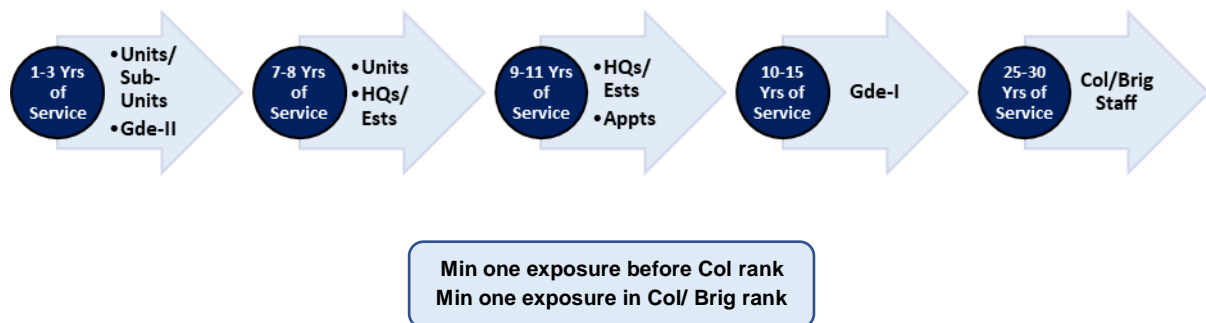 1-3 Yrs
of
Service
•Units/
Sub-
Units
•Gde-II
7-8 Yrs
of
Service
•Units
•HQs/
Ests
9-11 Yrs
of
Service
•HQs/
Ests
•Appts
10-15
Yrs of
Service
Gde-I
25-30
Yrs of
Service
Col/Brig
Staff
Min one exposure before Col rank
Min one exposure in Col/ Brig rank